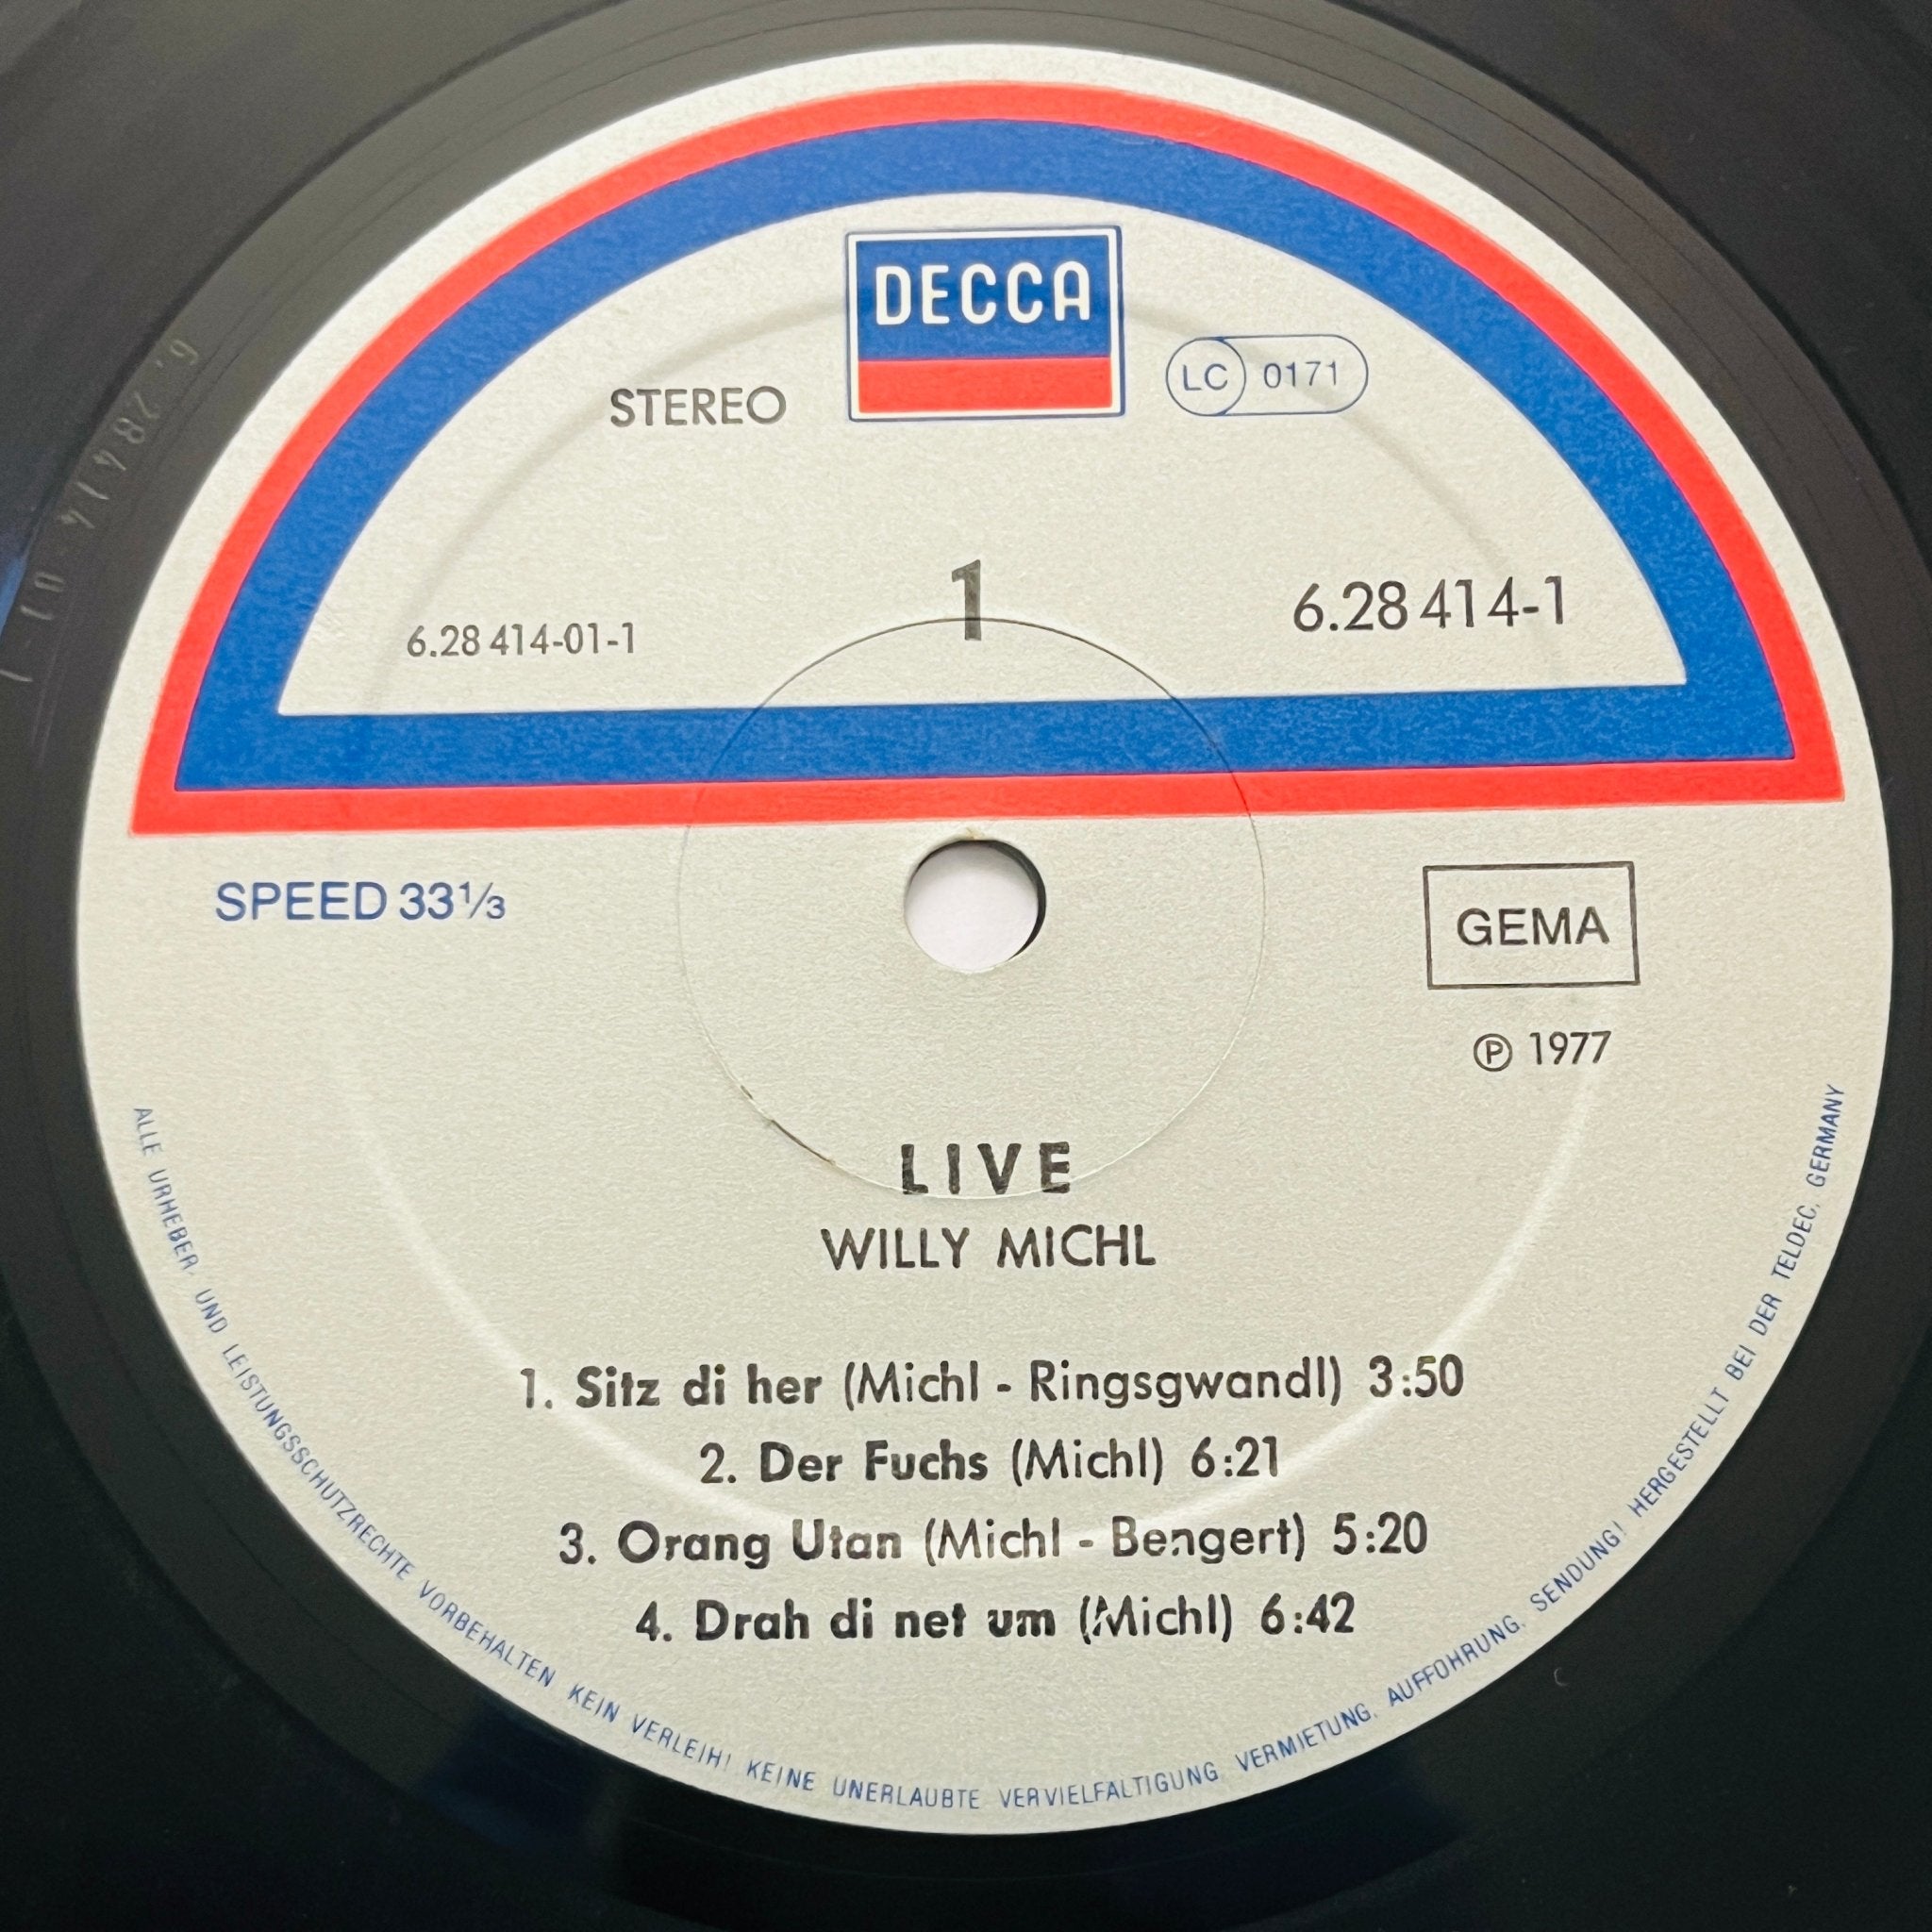 DECCA
STEREO
LC 0171
1
6.28 414-01-1
6.28 414-1
SPEED 33⅓
GEMA
℗ 1977
LIVE
WILLY MICHL
1. Sitz di her (Michl - Ringsgwandl) 3:50
2. Der Fuchs (Michl) 6:21
3. Orang Utan (Michl - Bengert) 5:20
4. Drah di net um (Michl) 6:42
ALLE URHEBER- UND LEISTUNGSSCHUTZRECHTE VORBEHALTEN KEIN VERLEIH! KEINE UNERLAUBTE VERVIELFÄLTIGUNG, VERMIETUNG, AUFFÜHRUNG, SENDUNG! HERGESTELLT BEI DER TELDEC, GERMANY
6.28414-01-1